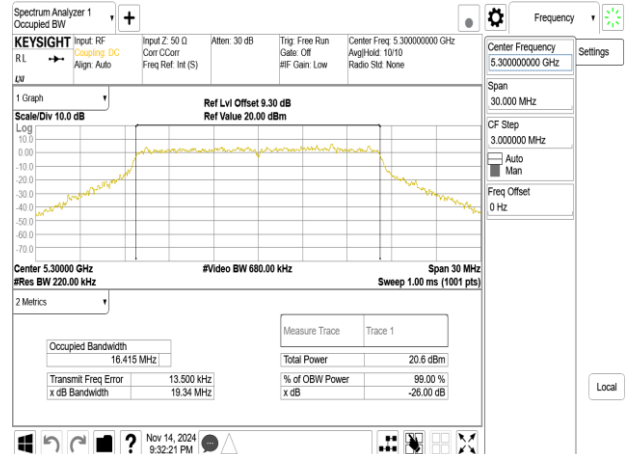 Spectrum Analyzer 1
Occupied BW
KEYSIGHT
RL
LXI
Input: RF
Coupling: DC
Align: Auto
Input Z: 50 Ω
Corr CCorr
Freq Ref: Int (S)
Atten: 30 dB
Trig: Free Run
Gate: Off
#IF Gain: Low
Center Freq: 5.300000000 GHz
Avg|Hold: 10/10
Radio Std: None
1 Graph
Scale/Div 10.0 dB
Ref Lvl Offset 9.30 dB
Ref Value 20.00 dBm
Log
10.0
0.00
-10.0
-20.0
-30.0
-40.0
-50.0
-60.0
-70.0
Center 5.30000 GHz
#Video BW 680.00 kHz
Span 30 MHz
#Res BW 220.00 kHz
Sweep 1.00 ms (1001 pts)
2 Metrics
Measure Trace Trace 1
Occupied Bandwidth
16.415 MHz
Total Power 20.6 dBm
Transmit Freq Error 13.500 kHz
% of OBW Power 99.00 %
x dB Bandwidth 19.34 MHz
x dB -26.00 dB
?
Nov 14, 2024
9:32:21 PM
Frequency
Settings
Center Frequency
5.300000000 GHz
Span
30.000 MHz
CF Step
3.000000 MHz
Auto
Man
Freq Offset
0 Hz
Local